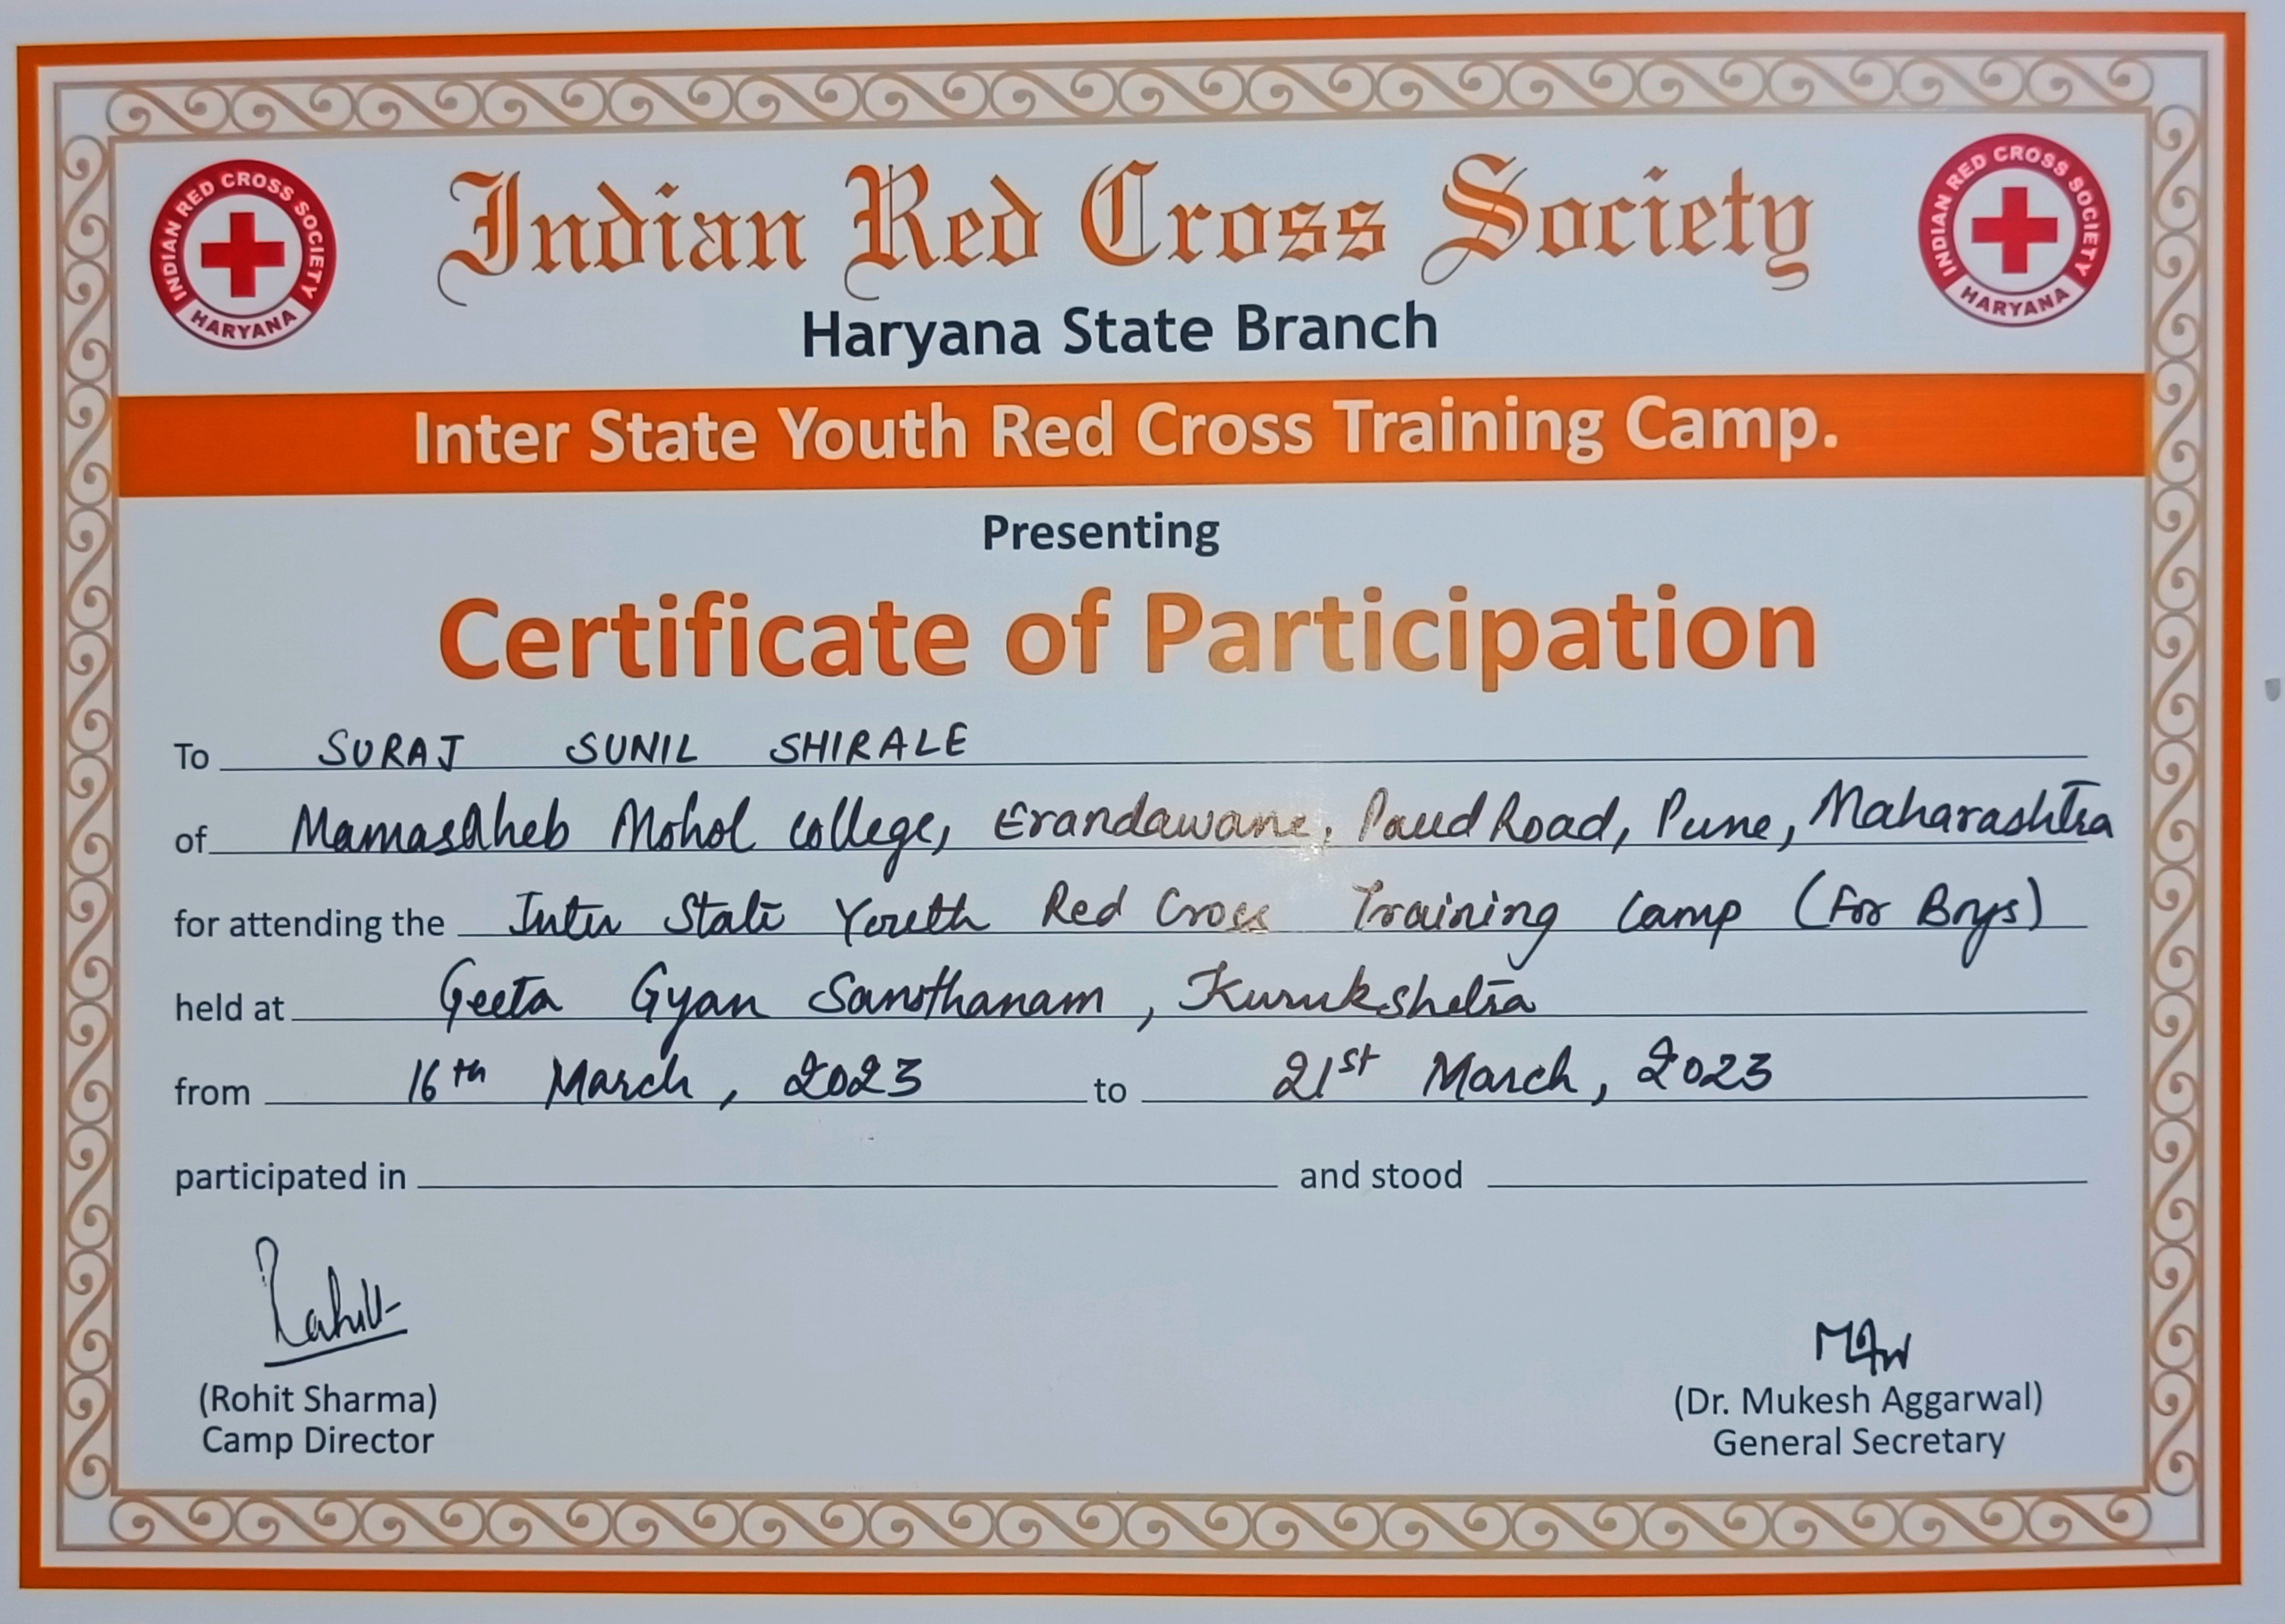 INDIAN RED CROSS SOCIETY
HARYANA
Indian Red Cross Society
INDIAN RED CROSS SOCIETY
HARYANA
Haryana State Branch
Inter State Youth Red Cross Training Camp.
Presenting
Certificate of Participation
To SURAJ SUNIL SHIRALE
of Mamasaheb Mohol College, Erandawane, Paud Road, Pune, Maharashtra
for attending the Inter State Youth Red Cross Training Camp (For Boys)
held at Geeta Gyan Sansthanam, Kurukshetra
from 16th March, 2023 to 21st March, 2023
participated in and stood
(Rohit Sharma)
Camp Director
(Dr. Mukesh Aggarwal)
General Secretary